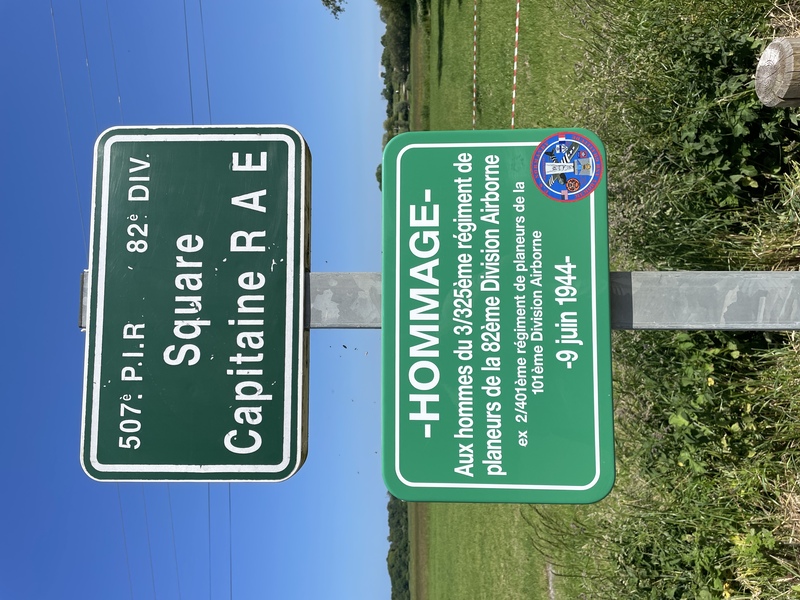 507è P.I.R 82è DIV.
Square
Capitaine R A E
-HOMMAGE-
Aux hommes du 3/325ème régiment de
planeurs de la 82ème Division Airborne
ex 2/401ème régiment de planeurs de la
101ème Division Airborne
-9 juin 1944-